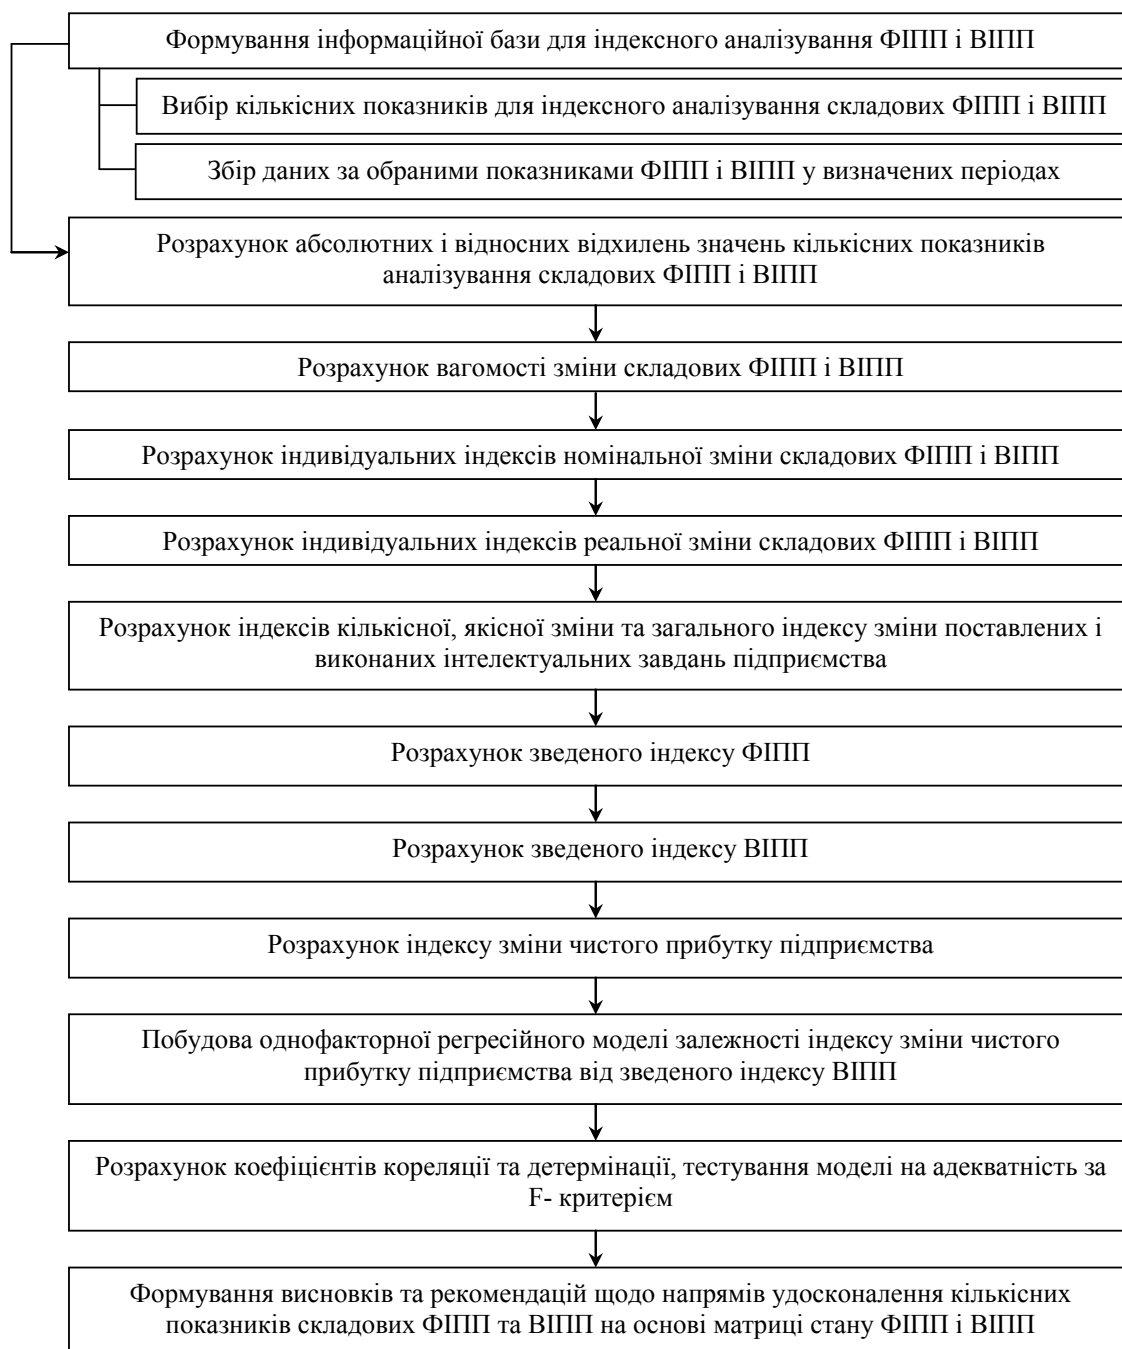 Формування інформаційної бази для індексного аналізування ФІПП і ВІПП
Вибір кількісних показників для індексного аналізування складових ФІПП і ВІПП
Збір даних за обраними показниками ФІПП і ВІПП у визначених періодах
Розрахунок абсолютних і відносних відхилень значень кількісних показників
аналізування складових ФІПП і ВІПП
Розрахунок вагомості зміни складових ФІПП і ВІПП
Розрахунок індивідуальних індексів номінальної зміни складових ФІПП і ВІПП
Розрахунок індивідуальних індексів реальної зміни складових ФІПП і ВІПП
Розрахунок індексів кількісної, якісної зміни та загального індексу зміни поставлених і
виконаних інтелектуальних завдань підприємства
Розрахунок зведеного індексу ФІПП
Розрахунок зведеного індексу ВІПП
Розрахунок індексу зміни чистого прибутку підприємства
Побудова однофакторної регресійного моделі залежності індексу зміни чистого
прибутку підприємства від зведеного індексу ВІПП
Розрахунок коефіцієнтів кореляції та детермінації, тестування моделі на адекватність за
F- критерієм
Формування висновків та рекомендацій щодо напрямів удосконалення кількісних
показників складових ФІПП та ВІПП на основі матриці стану ФІПП і ВІПП